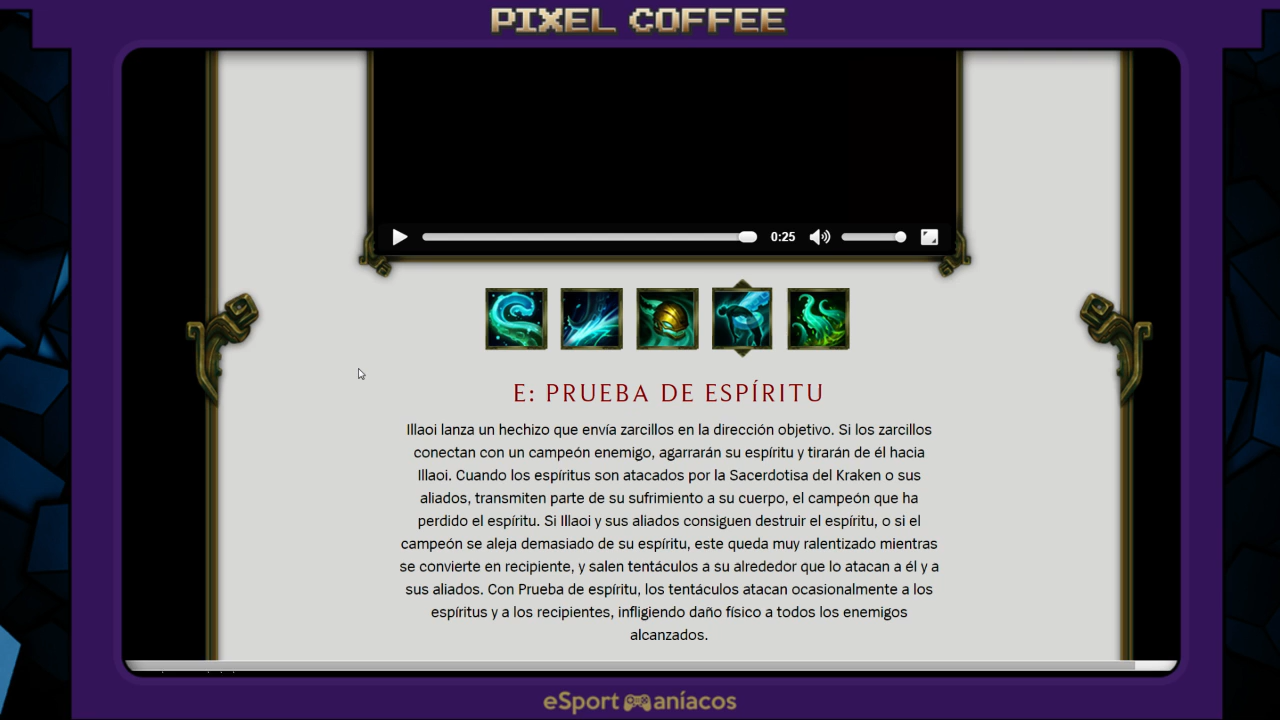 PIXEL COFFEE
0:25
E: PRUEBA DE ESPÍRITU
Illaoi lanza un hechizo que envía zarcillos en la dirección objetivo. Si los zarcillos
conectan con un campeón enemigo, agarrarán su espíritu y tirarán de él hacia
Illaoi. Cuando los espíritus son atacados por la Sacerdotisa del Kraken o sus
aliados, transmiten parte de su sufrimiento a su cuerpo, el campeón que ha
perdido el espíritu. Si Illaoi y sus aliados consiguen destruir el espíritu, o si el
campeón se aleja demasiado de su espíritu, este queda muy ralentizado mientras
se convierte en recipiente, y salen tentáculos a su alrededor que lo atacan a él y a
sus aliados. Con Prueba de espíritu, los tentáculos atacan ocasionalmente a los
espíritus y a los recipientes, infligiendo daño físico a todos los enemigos
alcanzados.
eSport maníacos